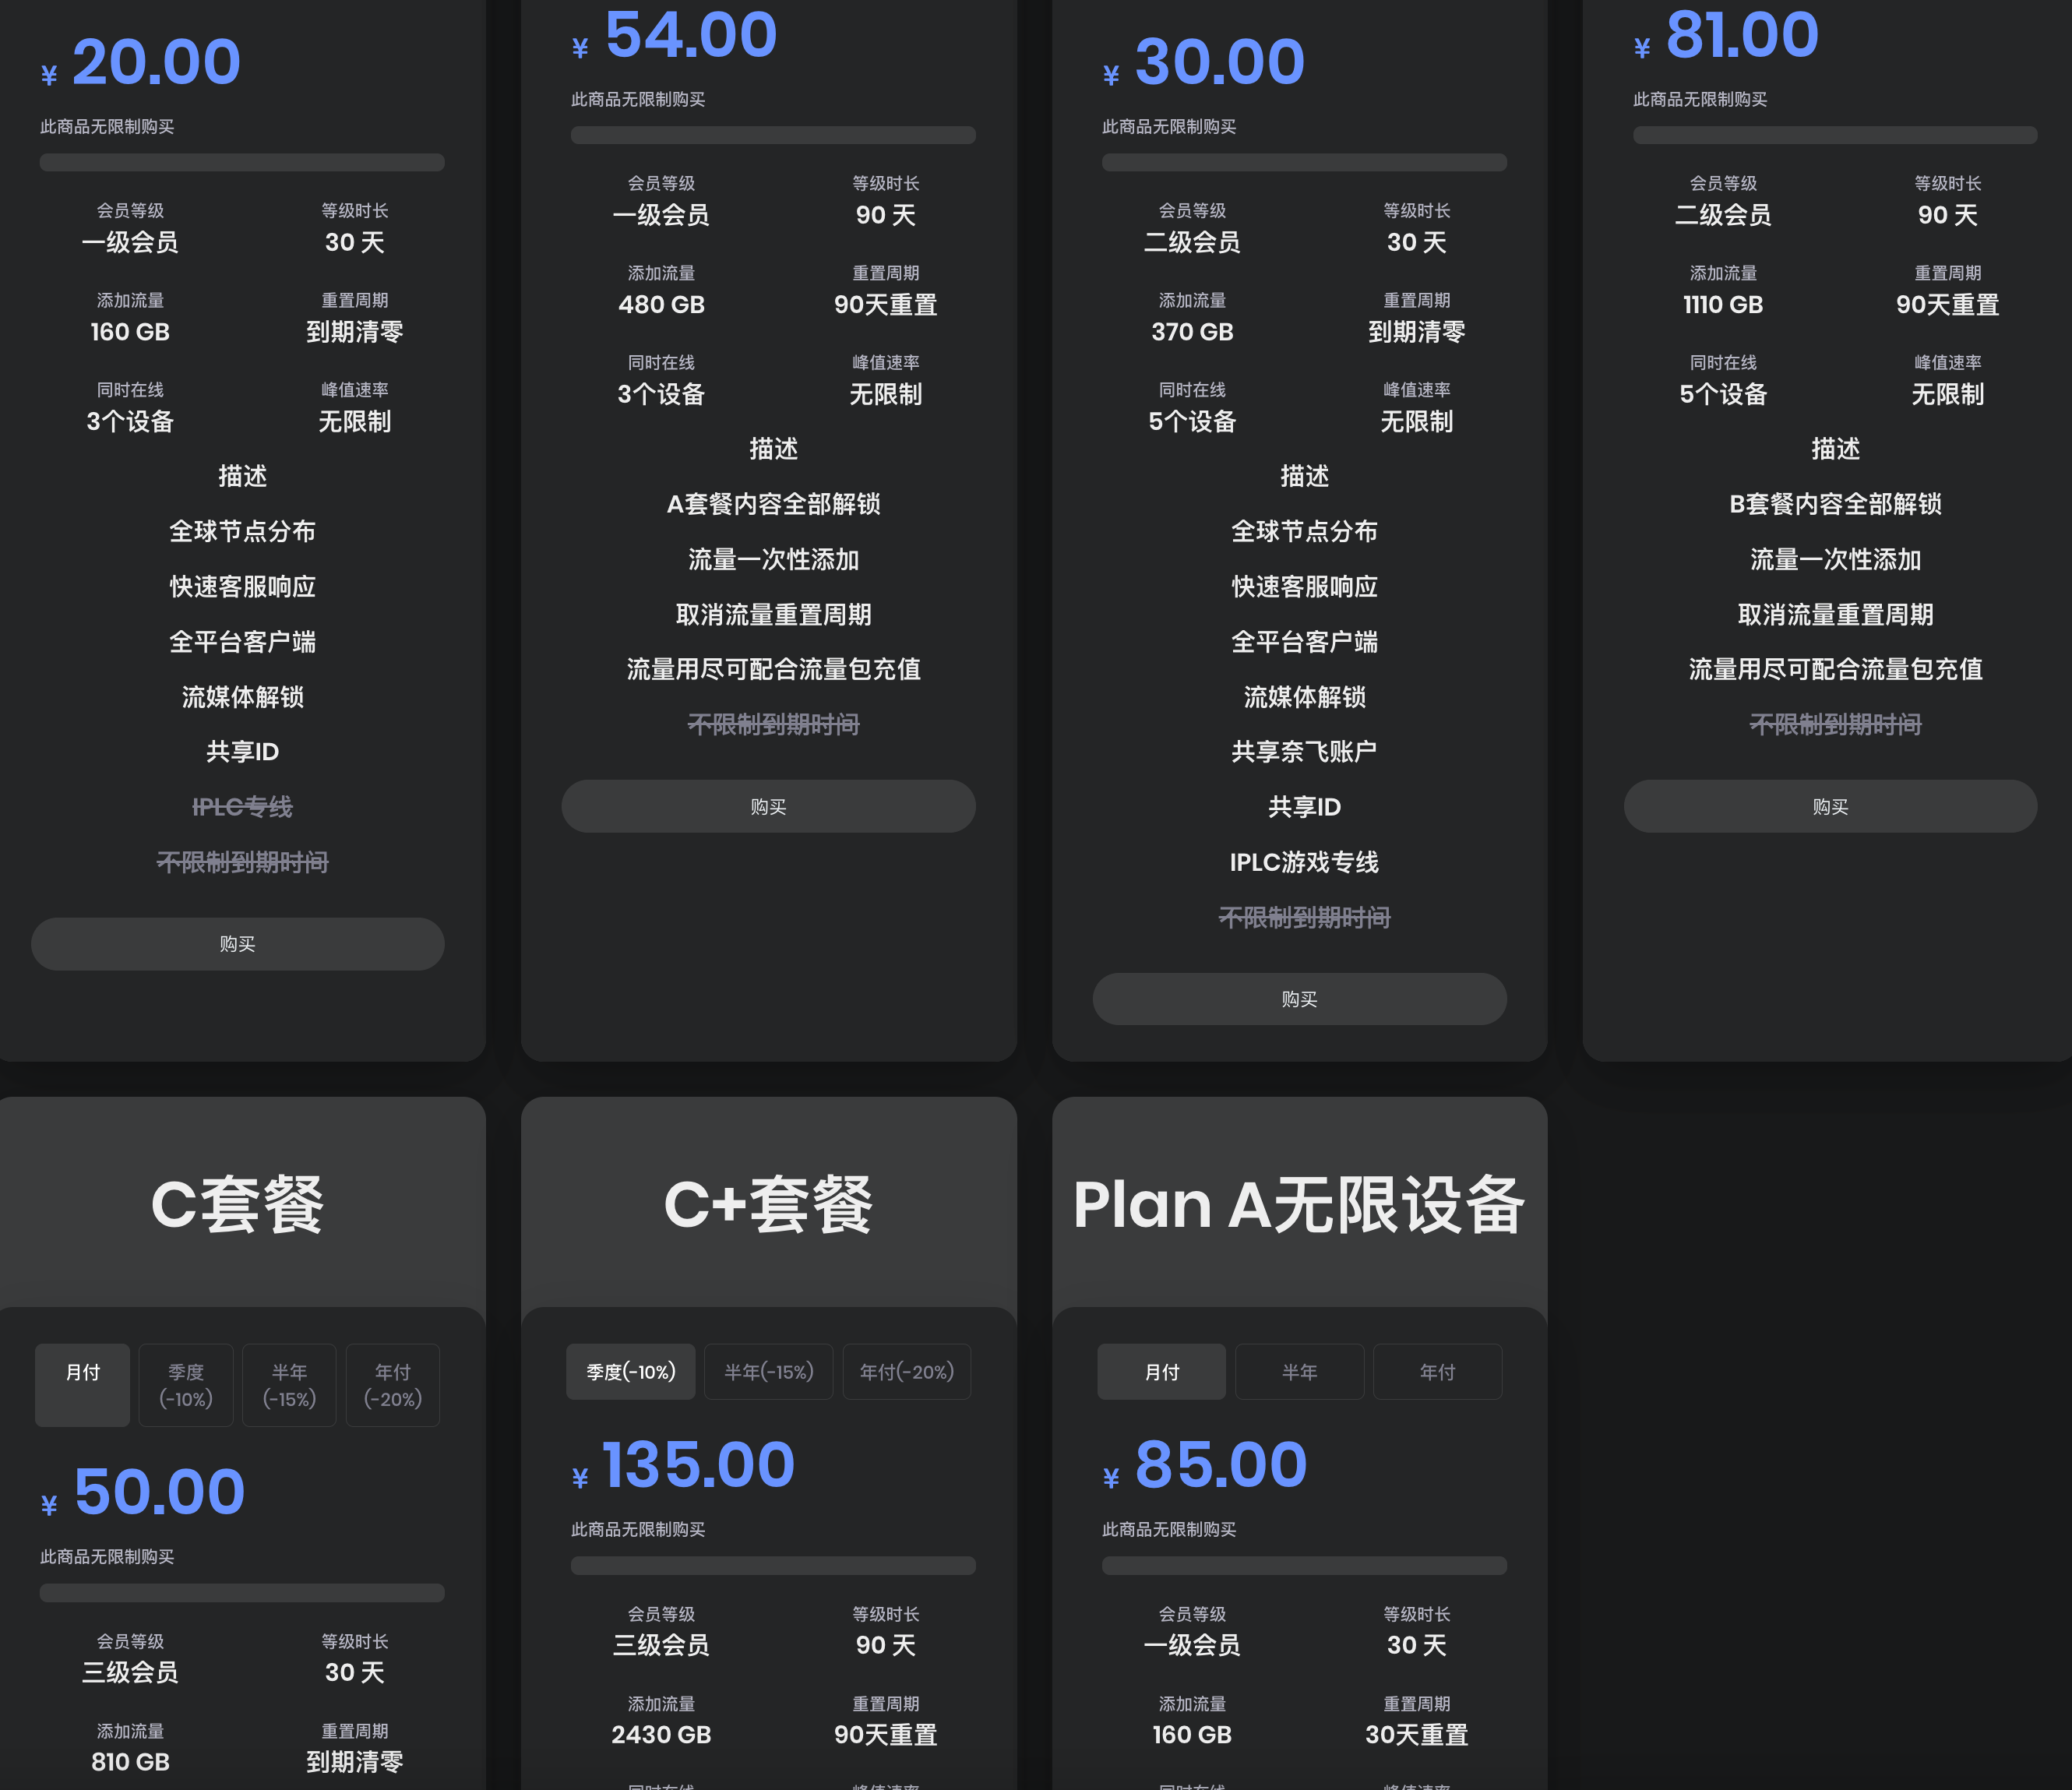 ¥ 20.00
此商品无限制购买
会员等级 等级时长
一级会员 30 天
添加流量 重置周期
160 GB 到期清零
同时在线 峰值速率
3个设备 无限制
描述
全球节点分布
快速客服响应
全平台客户端
流媒体解锁
共享ID
IPLC专线
不限制到期时间
购买
¥ 54.00
此商品无限制购买
会员等级 等级时长
一级会员 90 天
添加流量 重置周期
480 GB 90天重置
同时在线 峰值速率
3个设备 无限制
描述
A套餐内容全部解锁
流量一次性添加
取消流量重置周期
流量用尽可配合流量包充值
不限制到期时间
购买
¥ 30.00
此商品无限制购买
会员等级 等级时长
二级会员 30 天
添加流量 重置周期
370 GB 到期清零
同时在线 峰值速率
5个设备 无限制
描述
全球节点分布
快速客服响应
全平台客户端
流媒体解锁
共享奈飞账户
共享ID
IPLC游戏专线
不限制到期时间
购买
¥ 81.00
此商品无限制购买
会员等级 等级时长
二级会员 90 天
添加流量 重置周期
1110 GB 90天重置
同时在线 峰值速率
5个设备 无限制
描述
B套餐内容全部解锁
流量一次性添加
取消流量重置周期
流量用尽可配合流量包充值
不限制到期时间
购买
C套餐
月付 季度 半年 年付
(-10%) (-15%) (-20%)
¥ 50.00
此商品无限制购买
会员等级 等级时长
三级会员 30 天
添加流量 重置周期
810 GB 到期清零
C+套餐
季度(-10%) 半年(-15%) 年付(-20%)
¥ 135.00
此商品无限制购买
会员等级 等级时长
三级会员 90 天
添加流量 重置周期
2430 GB 90天重置
同时在线 峰值速率
Plan A无限设备
月付 半年 年付
¥ 85.00
此商品无限制购买
会员等级 等级时长
一级会员 30 天
添加流量 重置周期
160 GB 30天重置
同时在线 峰值速率